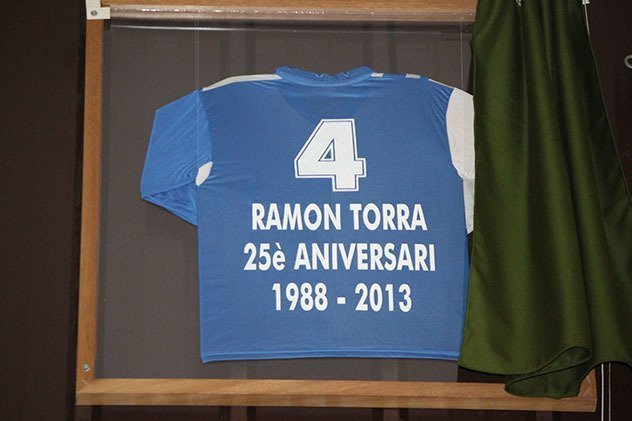 4
RAMON TORRA
25è ANIVERSARI
1988 - 2013